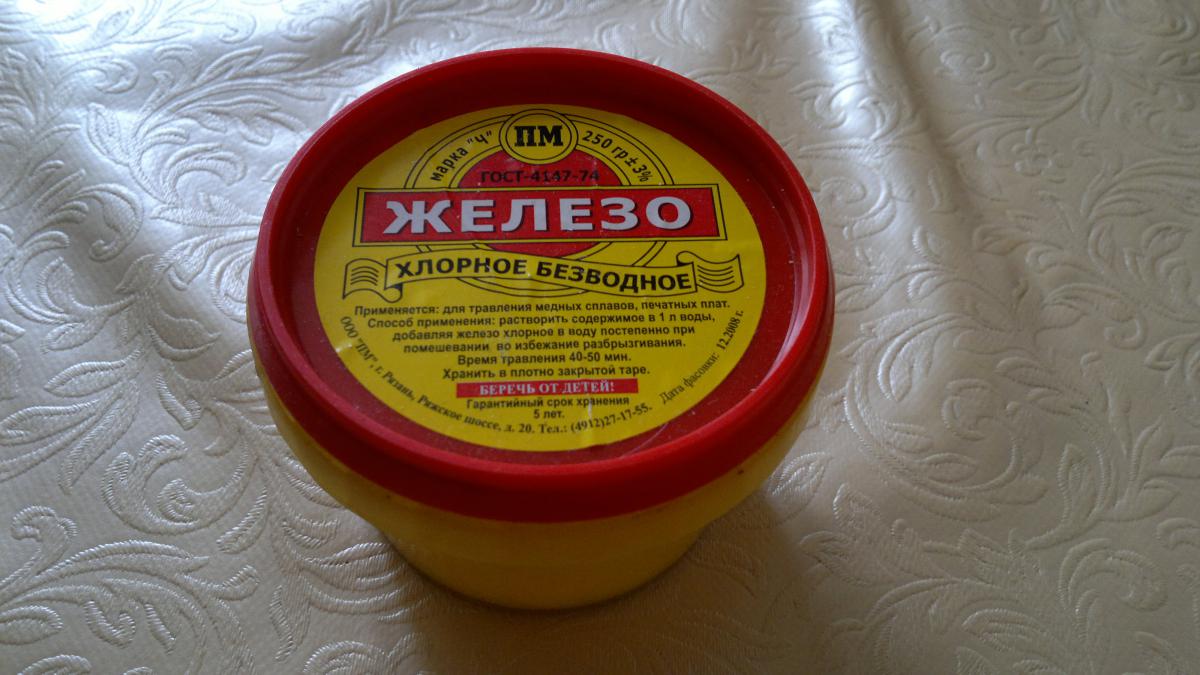 марка "Ч" ПМ 250 гр±3%
ГОСТ-4147-74
ЖЕЛЕЗО
ХЛОРНОЕ БЕЗВОДНОЕ
Применяется: для травления медных сплавов, печатных плат.
Способ применения: растворить содержимое в 1 л воды,
добавляя железо хлорное в воду постепенно при
помешевании во избежание разбрызгивания.
Время травления 40-50 мин.
Хранить в плотно закрытой таре.
БЕРЕЧЬ ОТ ДЕТЕЙ!
Гарантийный срок хранения
5 лет.
ООО "ПМ", г. Рязань, Ряжское шоссе, д. 20. Тел.: (4912)27-17-55.
Дата фасовки: 12.2008 г.